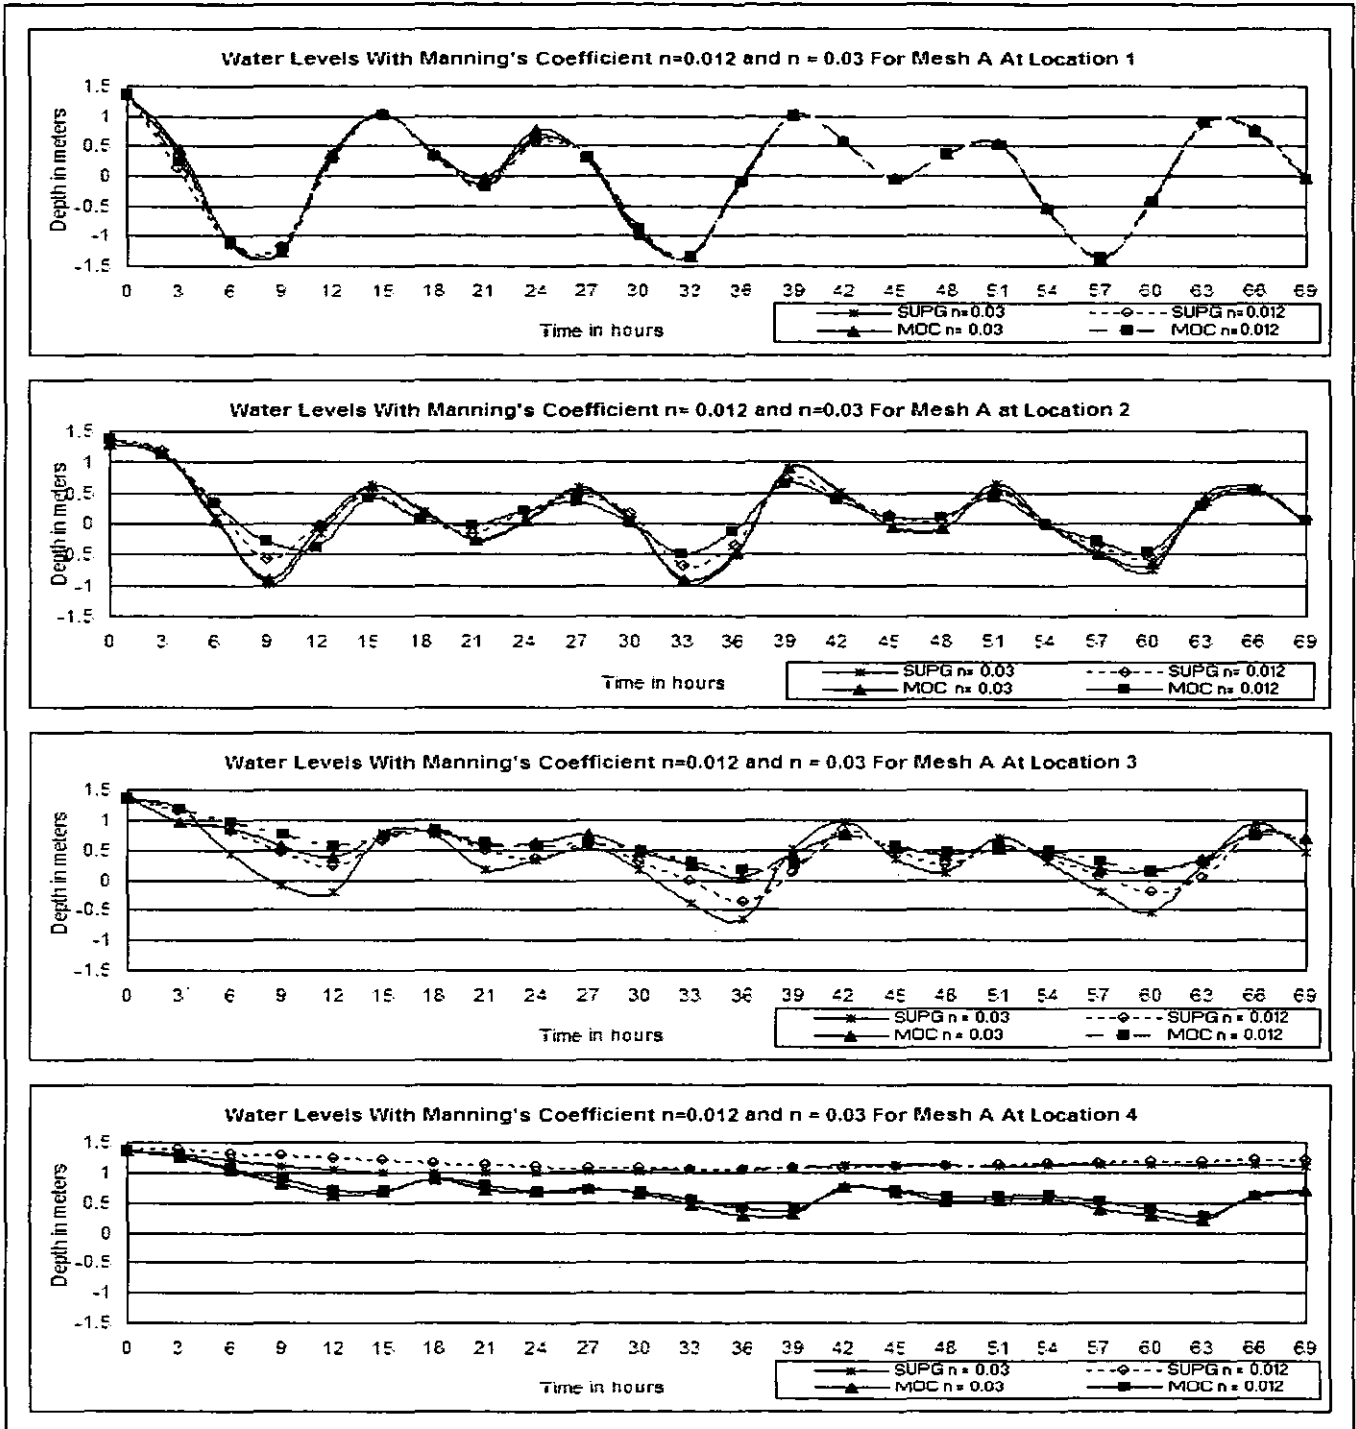 Water Levels With Manning's Coefficient n=0.012 and n = 0.03 For Mesh A At Location 1
Depth in meters
1.5
1
0.5
0
-0.5
-1
-1.5
0 3 6 9 12 15 18 21 24 27 30 33 36 39 42 45 48 51 54 57 60 63 66 69
Time in hours
SUPG n=0.03 SUPG n=0.012
MOC n= 0.03 MOC n=0.012
Water Levels With Manning's Coefficient n= 0.012 and n=0.03 For Mesh A at Location 2
Depth in meters
1.5
1
0.5
0
-0.5
-1
-1.5
0 3 6 9 12 15 18 21 24 27 30 33 36 39 42 45 48 51 54 57 60 63 66 69
Time in hours
SUPG n= 0.03 SUPG n= 0.012
MOC n= 0.03 MOC n= 0.012
Water Levels With Manning's Coefficient n=0.012 and n = 0.03 For Mesh A At Location 3
Depth in meters
1.5
1
0.5
0
-0.5
-1
-1.5
0 3 6 9 12 15 18 21 24 27 30 33 36 39 42 45 48 51 54 57 60 63 66 69
Time in hours
SUPG n = 0.03 SUPG n = 0.012
MOC n = 0.03 MOC n = 0.012
Water Levels With Manning's Coefficient n=0.012 and n = 0.03 For Mesh A At Location 4
Depth in meters
1.5
1
0.5
0
-0.5
-1
-1.5
0 3 6 9 12 15 18 21 24 27 30 33 36 39 42 45 48 51 54 57 60 63 66 69
Time in hours
SUPG n = 0.03 SUPG n = 0.012
MOC n = 0.03 MOC n = 0.012